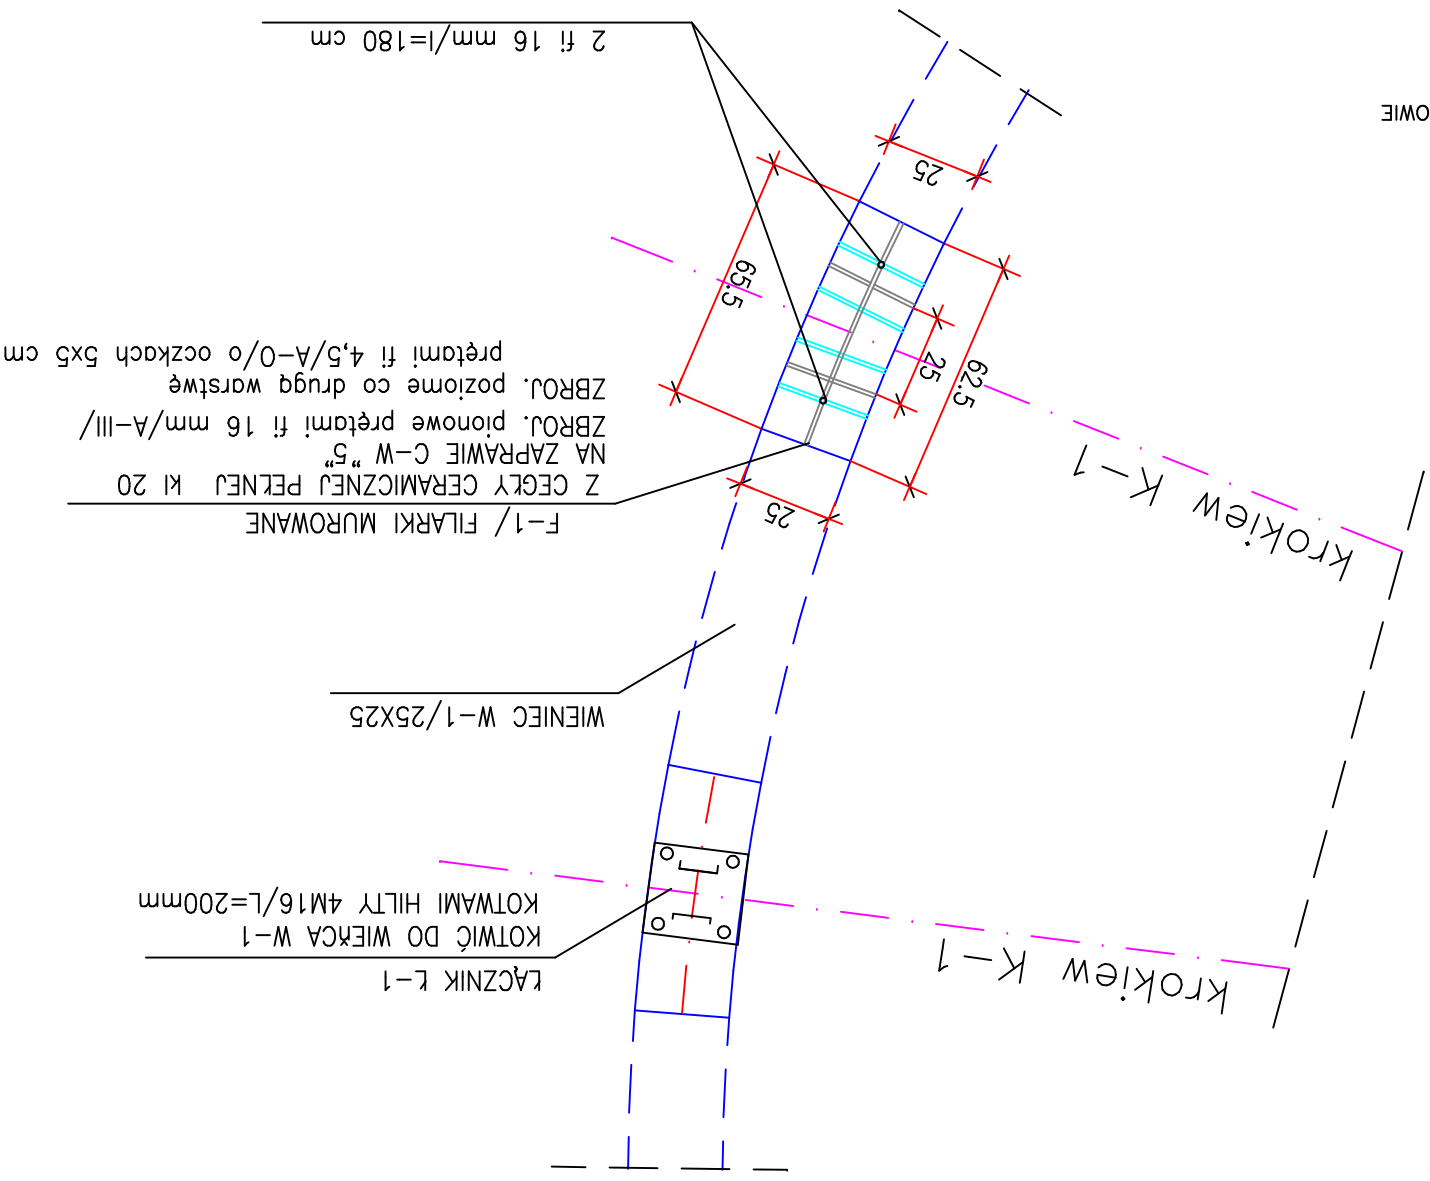 ŁĄCZNIK Ł-1
KOTWIĆ DO WIEŃCA W-1
KOTWAMI HILTY 4M16/L=200mm
krokiew K-1
WIENIEC W-1/25X25
F-1/ FILARKI MUROWANE
Z CEGŁY CERAMICZNEJ PEŁNEJ KI 20
NA ZAPRAWIE C-W "5"
ZBROJ. pionowe prętami fi 16 mm/A-III/
ZBROJ. poziome co drugą warstwę
prętami fi 4,5/A-0/o oczkach 5x5 cm
krokiew K-1
25
62.5
25
65.5
25
OWIE
2 fi 16 mm/l=180 cm